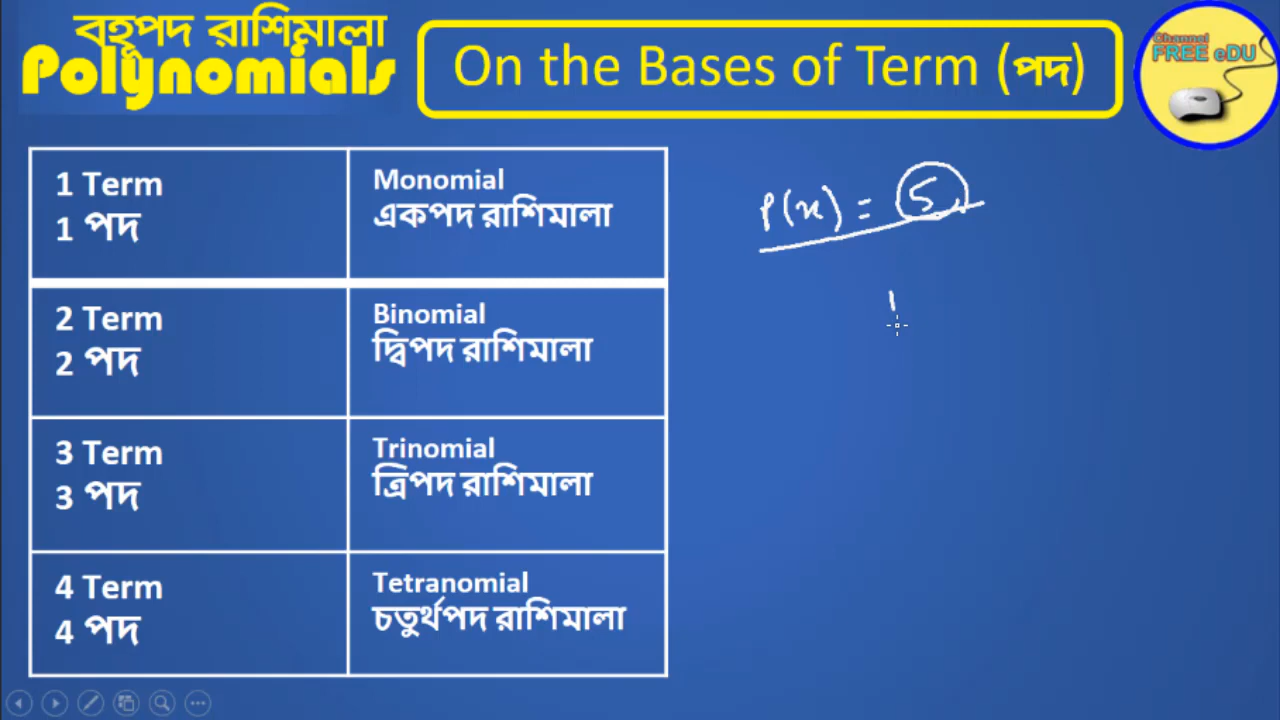 বহূপদ রাশিমালা
Polynomials
On the Bases of Term (পদ)
Channel
FREE eDU
1 Term
1 পদ
Monomial
একপদ রাশিমালা
2 Term
2 পদ
Binomial
দ্বিপদ রাশিমালা
3 Term
3 পদ
Trinomial
ত্রিপদ রাশিমালা
4 Term
4 পদ
Tetranomial
চতুর্থপদ রাশিমালা
P(x) = 5